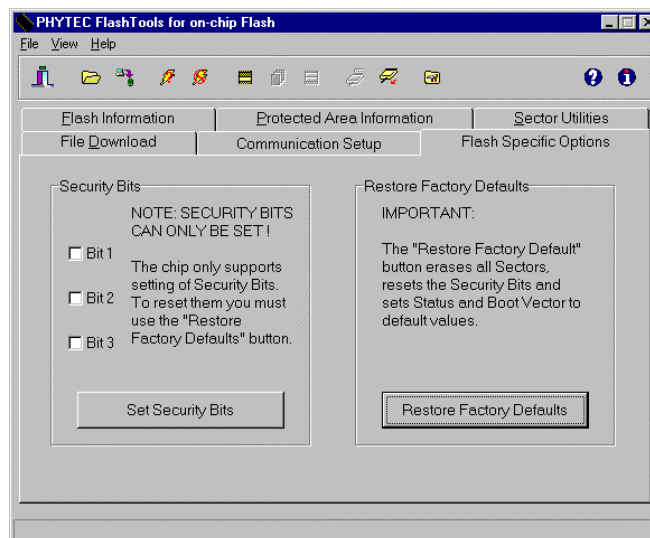 PHYTEC FlashTools for on-chip Flash
File View Help
Flash Information
Protected Area Information
Sector Utilities
File Download
Communication Setup
Flash Specific Options
Security Bits
NOTE: SECURITY BITS
CAN ONLY BE SET !
Bit 1
The chip only supports
setting of Security Bits.
Bit 2
To reset them you must
use the "Restore
Bit 3
Factory Defaults" button.
Set Security Bits
Restore Factory Defaults
IMPORTANT:
The "Restore Factory Default"
button erases all Sectors,
resets the Security Bits and
sets Status and Boot Vector to
default values.
Restore Factory Defaults